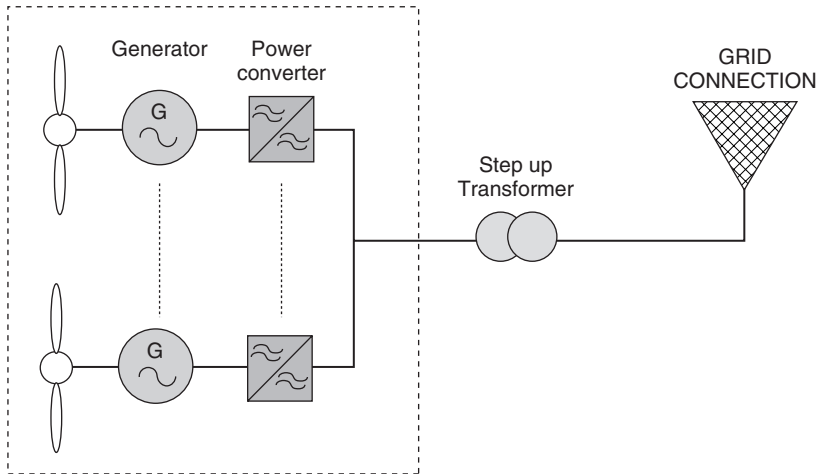 Generator
Power
converter
GRID
CONNECTION
G
Step up
Transformer
G